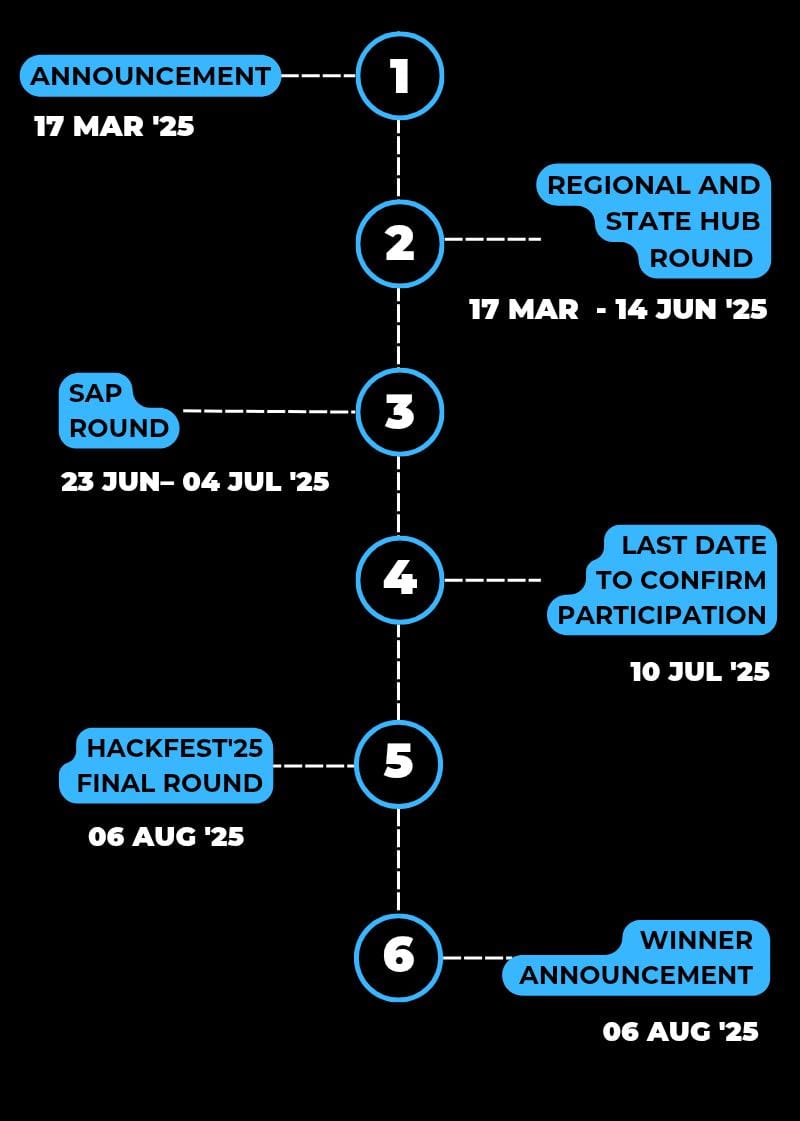 1
ANNOUNCEMENT
17 MAR '25
2
REGIONAL AND
STATE HUB
ROUND
17 MAR  - 14 JUN '25
3
SAP
ROUND
23 JUN– 04 JUL '25
4
LAST DATE
TO CONFIRM
PARTICIPATION
10 JUL '25
5
HACKFEST'25
FINAL ROUND
06 AUG '25
6
WINNER
ANNOUNCEMENT
06 AUG '25